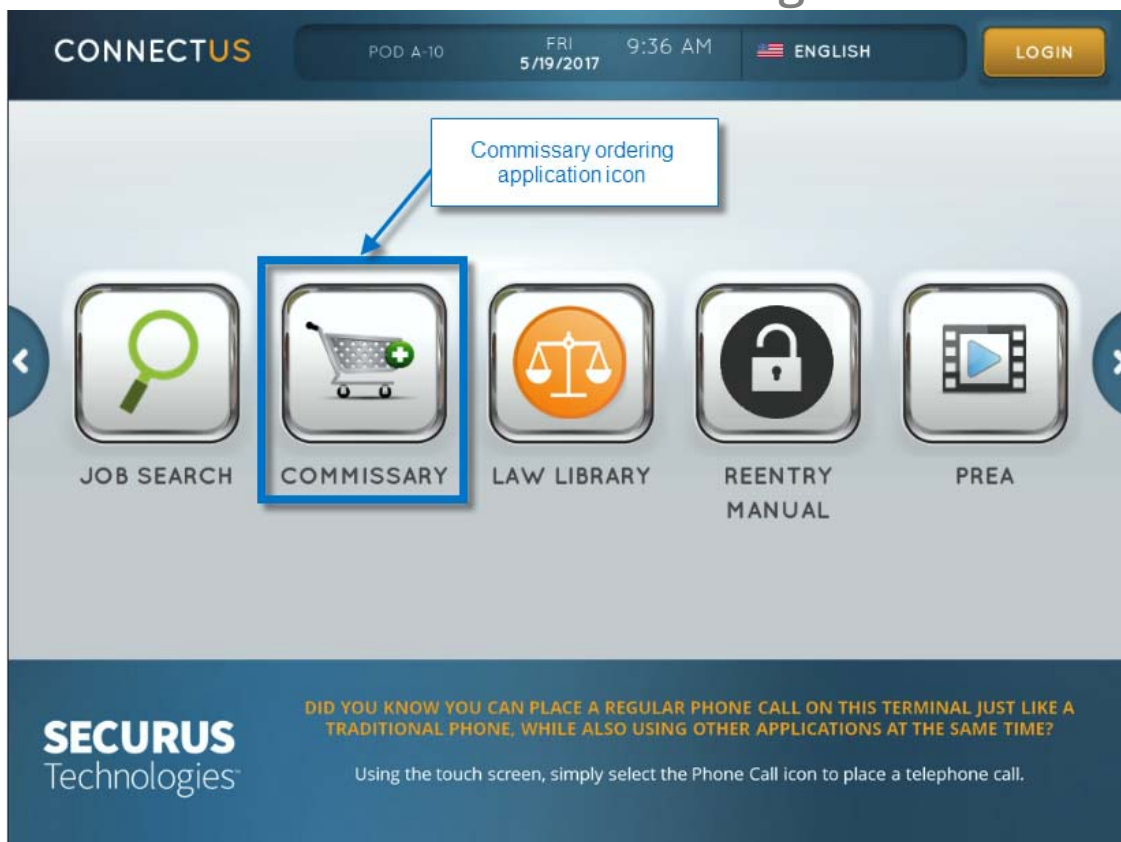 CONNECTUS
POD A-10
FRI
5/19/2017
9:36 AM
ENGLISH
LOGIN
Commissary ordering
application icon
JOB SEARCH
COMMISSARY
LAW LIBRARY
REENTRY
MANUAL
PREA
SECURUS
Technologies
DID YOU KNOW YOU CAN PLACE A REGULAR PHONE CALL ON THIS TERMINAL JUST LIKE A
TRADITIONAL PHONE, WHILE ALSO USING OTHER APPLICATIONS AT THE SAME TIME?
Using the touch screen, simply select the Phone Call icon to place a telephone call.